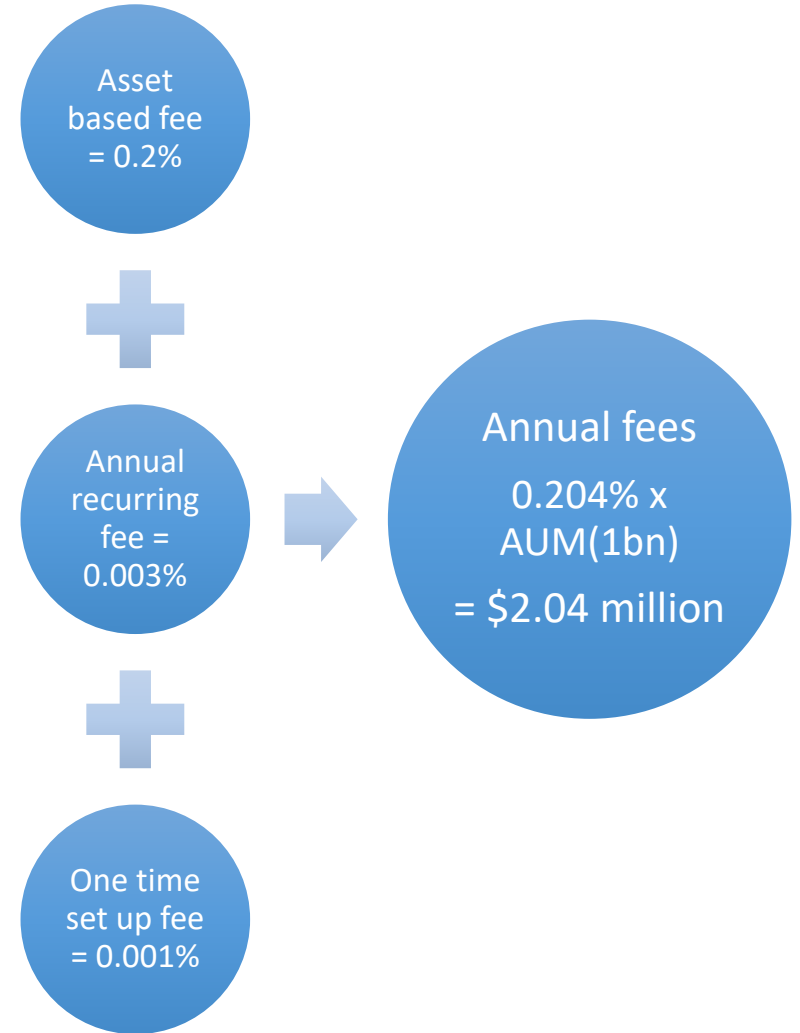 Asset
based fee
= 0.2%
Annual
recurring
fee =
0.003%
One time
set up fee
= 0.001%
Annual fees
0.204% x
AUM(1bn)
= $2.04 million